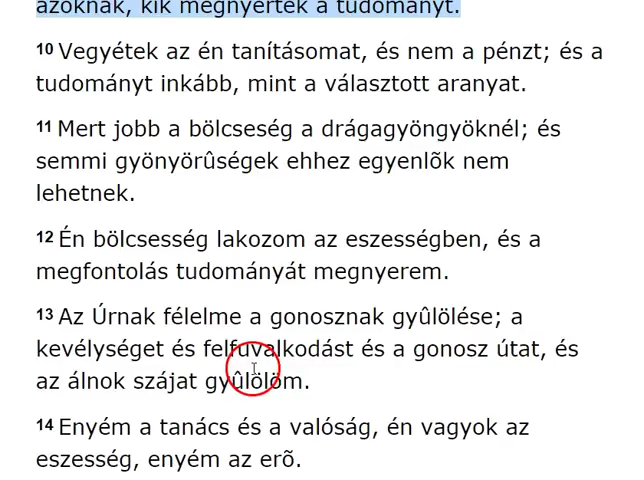 azoknak, kik megnyerték a tudományt.
10 Vegyétek az én tanításomat, és nem a pénzt; és a
tudományt inkább, mint a választott aranyat.
11 Mert jobb a bölcseség a drágagyöngyöknél; és
semmi gyönyörûségek ehhez egyenlõk nem
lehetnek.
12 Én bölcsesség lakozom az eszességben, és a
megfontolás tudományát megnyerem.
13 Az Úrnak félelme a gonosznak gyûlölése; a
kevélységet és felfuvalkodást és a gonosz útat, és
az álnok szájat gyûlölöm.
14 Enyém a tanács és a valóság, én vagyok az
eszesség, enyém az erõ.